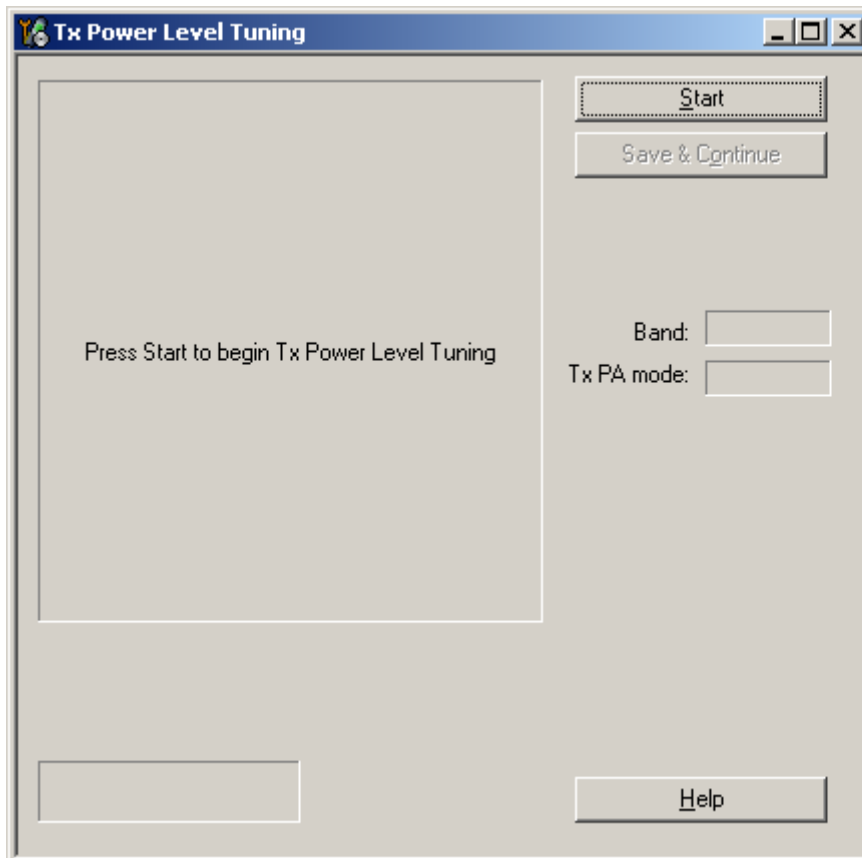 Tx Power Level Tuning
Start
Save & Continue
Press Start to begin Tx Power Level Tuning
Band:
Tx PA mode:
Help